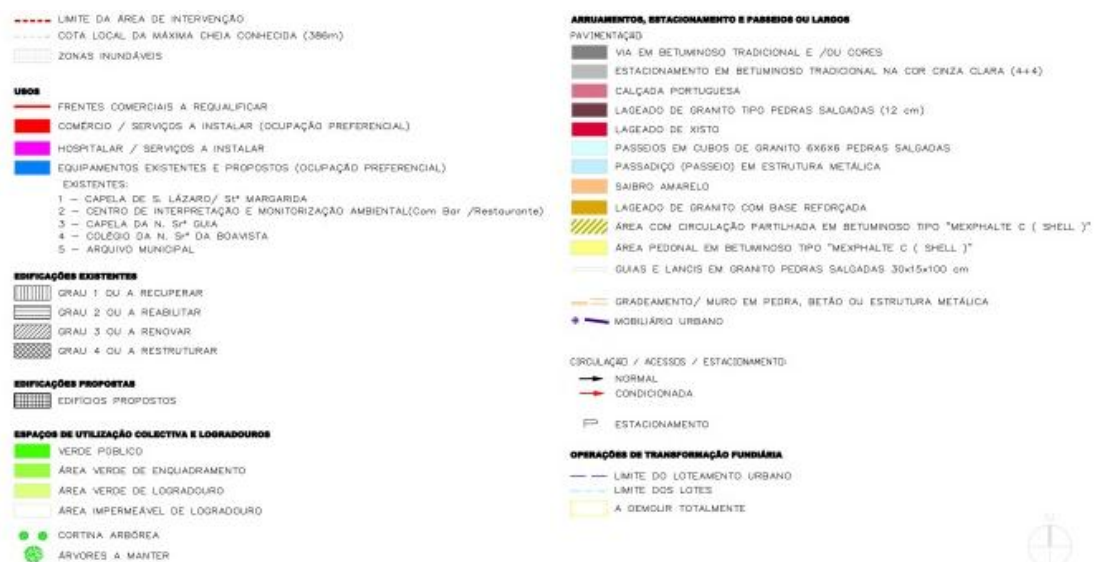 LIMITE DA ÁREA DE INTERVENÇÃO
COTA LOCAL DA MÁXIMA CHEIA CONHECIDA (386m)
ZONAS INUNDÁVEIS
USOS
FRENTES COMERCIAIS A REQUALIFICAR
COMÉRCIO / SERVIÇOS A INSTALAR (OCUPAÇÃO PREFERENCIAL)
HOSPITALAR / SERVIÇOS A INSTALAR
EQUIPAMENTOS EXISTENTES E PROPOSTOS (OCUPAÇÃO PREFERENCIAL)
EXISTENTES:
1 – CAPELA DE S. LÁZARO/ Stª MARGARIDA
2 – CENTRO DE INTERPRETAÇÃO E MONITORIZAÇÃO AMBIENTAL(Com Bar /Restaurante)
3 – CAPELA DA N. Srª GUIA
4 – COLÉGIO DA N. Srª DA BOAVISTA
5 – ARQUIVO MUNICIPAL
EDIFICAÇÕES EXISTENTES
GRAU 1 OU A RECUPERAR
GRAU 2 OU A REABILITAR
GRAU 3 OU A RENOVAR
GRAU 4 OU A RESTRUTURAR
EDIFICAÇÕES PROPOSTAS
EDIFÍCIOS PROPOSTOS
ESPAÇOS DE UTILIZAÇÃO COLECTIVA E LOGRADOUROS
VERDE PÚBLICO
ÁREA VERDE DE ENQUADRAMENTO
ÁREA VERDE DE LOGRADOURO
ÁREA IMPERMEÁVEL DE LOGRADOURO
CORTINA ARBÓREA
ÁRVORES A MANTER
ARRUAMENTOS, ESTACIONAMENTO E PASSEIOS OU LARGOS
PAVIMENTAÇÃO
VIA EM BETUMINOSO TRADICIONAL E /OU CORES
ESTACIONAMENTO EM BETUMINOSO TRADICIONAL NA COR CINZA CLARA (4+4)
CALÇADA PORTUGUESA
LAGEADO DE GRANITO TIPO PEDRAS SALGADAS (12 cm)
LAGEADO DE XISTO
PASSEIOS EM CUBOS DE GRANITO 6X6X6 PEDRAS SALGADAS
PASSADIÇO (PASSEIO) EM ESTRUTURA METÁLICA
SAIBRO AMARELO
LAGEADO DE GRANITO COM BASE REFORÇADA
ÁREA COM CIRCULAÇÃO PARTILHADA EM BETUMINOSO TIPO "MEXPHALTE C ( SHELL )"
ÁREA PEDONAL EM BETUMINOSO TIPO "MEXPHALTE C ( SHELL )"
GUIAS E LANCIS EM GRANITO PEDRAS SALGADAS 30x15x100 cm
GRADEAMENTO/ MURO EM PEDRA, BETÃO OU ESTRUTURA METÁLICA
MOBILIÁRIO URBANO
CIRCULAÇÃO / ACESSOS / ESTACIONAMENTO:
NORMAL
CONDICIONADA
P ESTACIONAMENTO
OPERAÇÕES DE TRANSFORMAÇÃO FUNDIÁRIA
LIMITE DO LOTEAMENTO URBANO
LIMITE DOS LOTES
A DEMOLIR TOTALMENTE